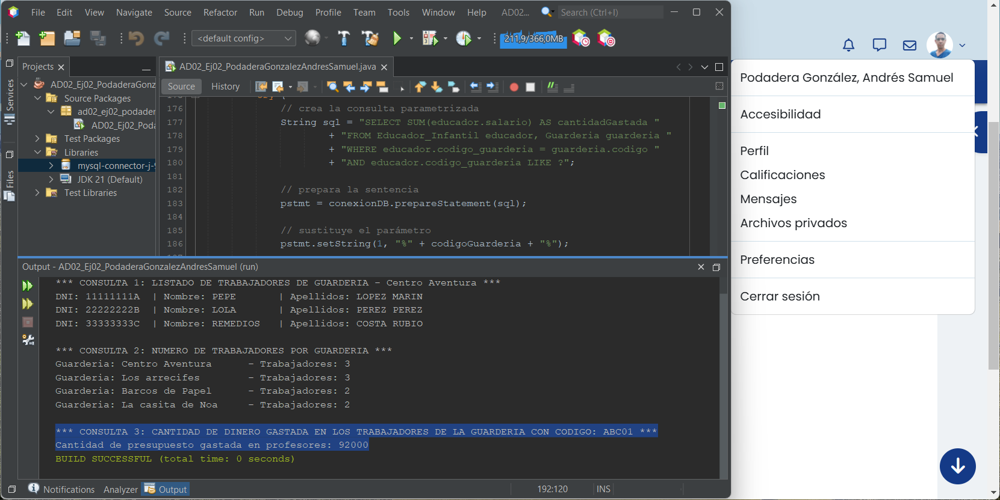 File Edit View Navigate Source Refactor Run Debug Profile Team Tools Window Help AD02... Search (Ctrl+I)
<default config> 211,9/366,0MB
Projects
AD02_Ej02_PodaderaGonz
Source Packages
ad02_ej02_podader
AD02_Ej02_Poda
Test Packages
Libraries
mysql-connector-j-9
JDK 21 (Default)
Test Libraries
Services
Files
AD02_Ej02_PodaderaGonzalezAndresSamuel.java
Source History
176 // crea la consulta parametrizada
177 String sql = "SELECT SUM(educador.salario) AS cantidadGastada "
178 + "FROM Educador_Infantil educador, Guarderia guarderia "
179 + "WHERE educador.codigo_guarderia = guarderia.codigo "
180 + "AND educador.codigo_guarderia LIKE ?";
181
182 // prepara la sentencia
183 pstmt = conexionDB.prepareStatement(sql);
184
185 // sustituye el parámetro
186 pstmt.setString(1, "%" + codigoGuarderia + "%");
Output - AD02_Ej02_PodaderaGonzalezAndresSamuel (run)
*** CONSULTA 1: LISTADO DE TRABAJADORES DE GUARDERIA - Centro Aventura ***
DNI: 11111111A | Nombre: PEPE | Apellidos: LOPEZ MARIN
DNI: 22222222B | Nombre: LOLA | Apellidos: PEREZ PEREZ
DNI: 33333333C | Nombre: REMEDIOS | Apellidos: COSTA RUBIO
*** CONSULTA 2: NUMERO DE TRABAJADORES POR GUARDERIA ***
Guarderia: Centro Aventura - Trabajadores: 3
Guarderia: Los arrecifes - Trabajadores: 3
Guarderia: Barcos de Papel - Trabajadores: 2
Guarderia: La casita de Noa - Trabajadores: 2
*** CONSULTA 3: CANTIDAD DE DINERO GASTADA EN LOS TRABAJADORES DE LA GUARDERIA CON CODIGO: ABC01 ***
Cantidad de presupuesto gastada en profesores: 92000
BUILD SUCCESSFUL (total time: 0 seconds)
Notifications Analyzer Output 192:120 INS
Podadera González, Andrés Samuel
Accesibilidad
Perfil
Calificaciones
Mensajes
Archivos privados
Preferencias
Cerrar sesión